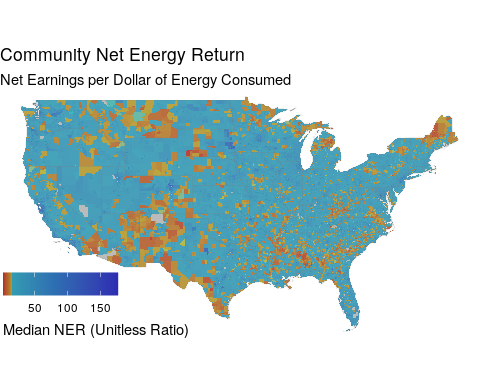 Community Net Energy Return
Net Earnings per Dollar of Energy Consumed
50 100 150
Median NER (Unitless Ratio)